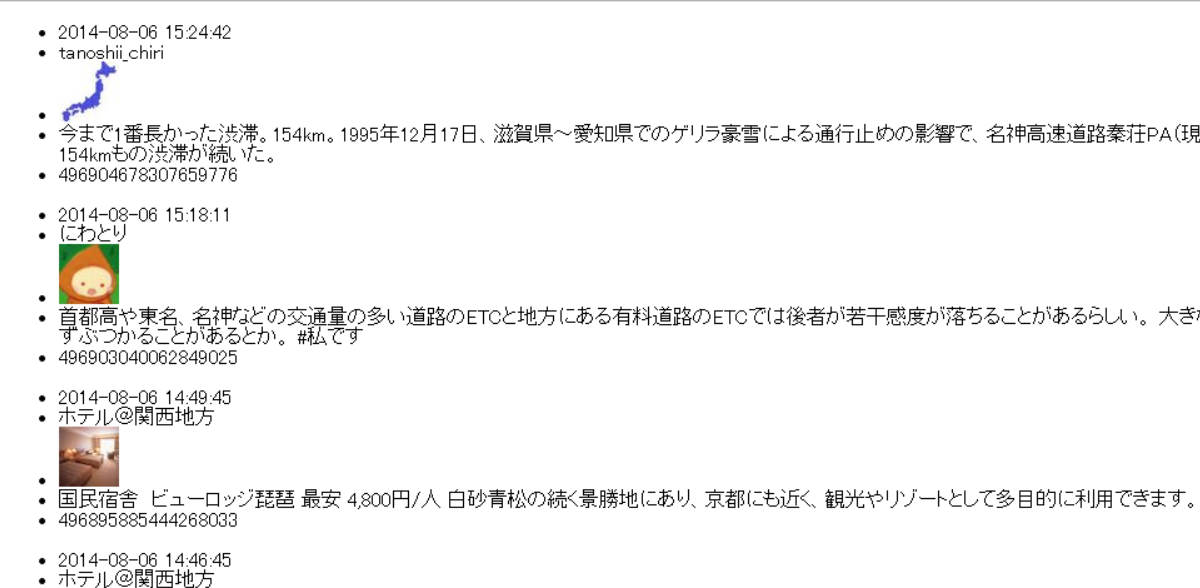 2014-08-06 15:24:42
tanoshii_chiri
今まで1番長かった渋滞。154km。1995年12月17日、滋賀県～愛知県でのゲリラ豪雪による通行止めの影響で、名神高速道路秦荘PA(現
154kmもの渋滞が続いた。
496904678307659776
2014-08-06 15:18:11
にわとり
首都高や東名、名神などの交通量の多い道路のETCと地方にある有料道路のETCでは後者が若干感度が落ちることがあるらしい。大き
ずぶつかることがあるとか。 #私です
496903040062849025
2014-08-06 14:49:45
ホテル＠関西地方
国民宿舎　ビューロッジ琵琶 最安 4,800円/人 白砂青松の続く景勝地にあり、京都にも近く、観光やリゾートとして多目的に利用できます。
496895885444268033
2014-08-06 14:46:45
ホテル＠関西地方